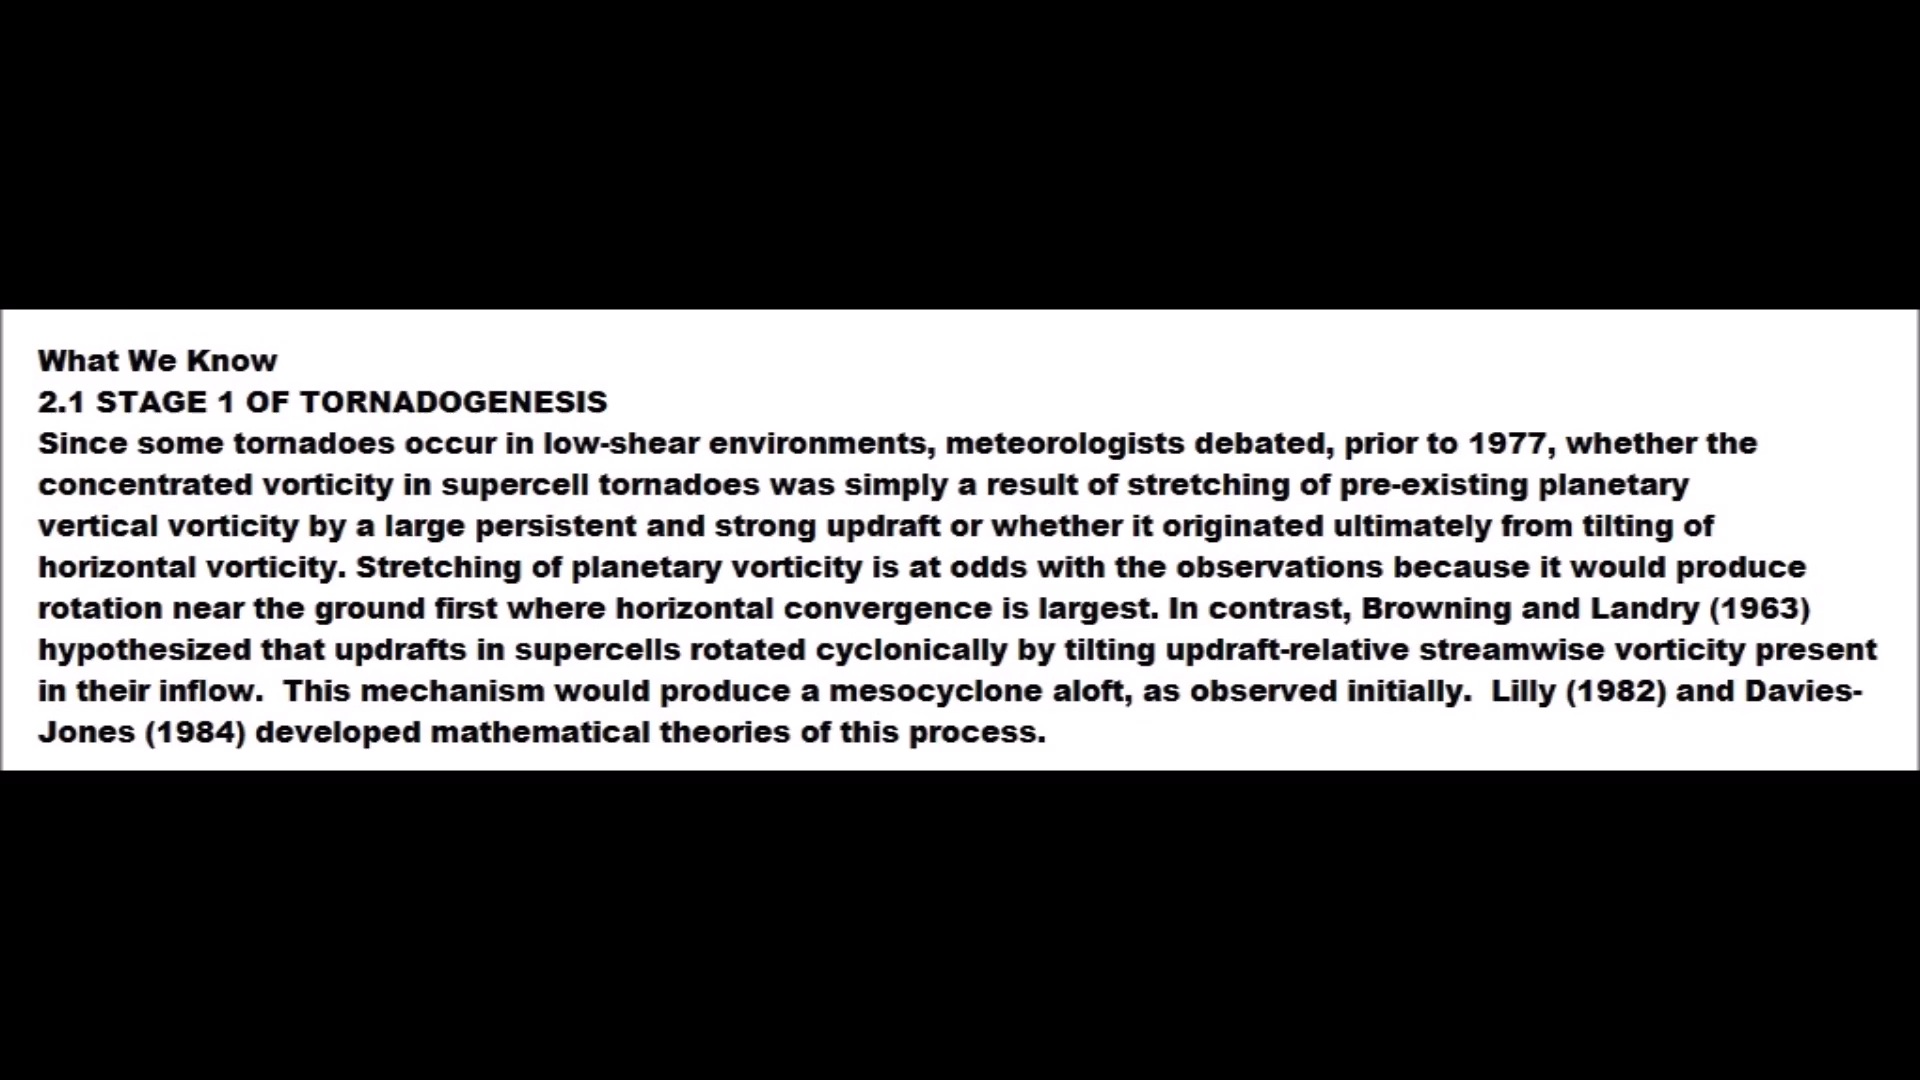 What We Know
2.1 STAGE 1 OF TORNADOGENESIS
Since some tornadoes occur in low-shear environments, meteorologists debated, prior to 1977, whether the
concentrated vorticity in supercell tornadoes was simply a result of stretching of pre-existing planetary
vertical vorticity by a large persistent and strong updraft or whether it originated ultimately from tilting of
horizontal vorticity. Stretching of planetary vorticity is at odds with the observations because it would produce
rotation near the ground first where horizontal convergence is largest. In contrast, Browning and Landry (1963)
hypothesized that updrafts in supercells rotated cyclonically by tilting updraft-relative streamwise vorticity present
in their inflow.  This mechanism would produce a mesocyclone aloft, as observed initially.  Lilly (1982) and Davies-
Jones (1984) developed mathematical theories of this process.